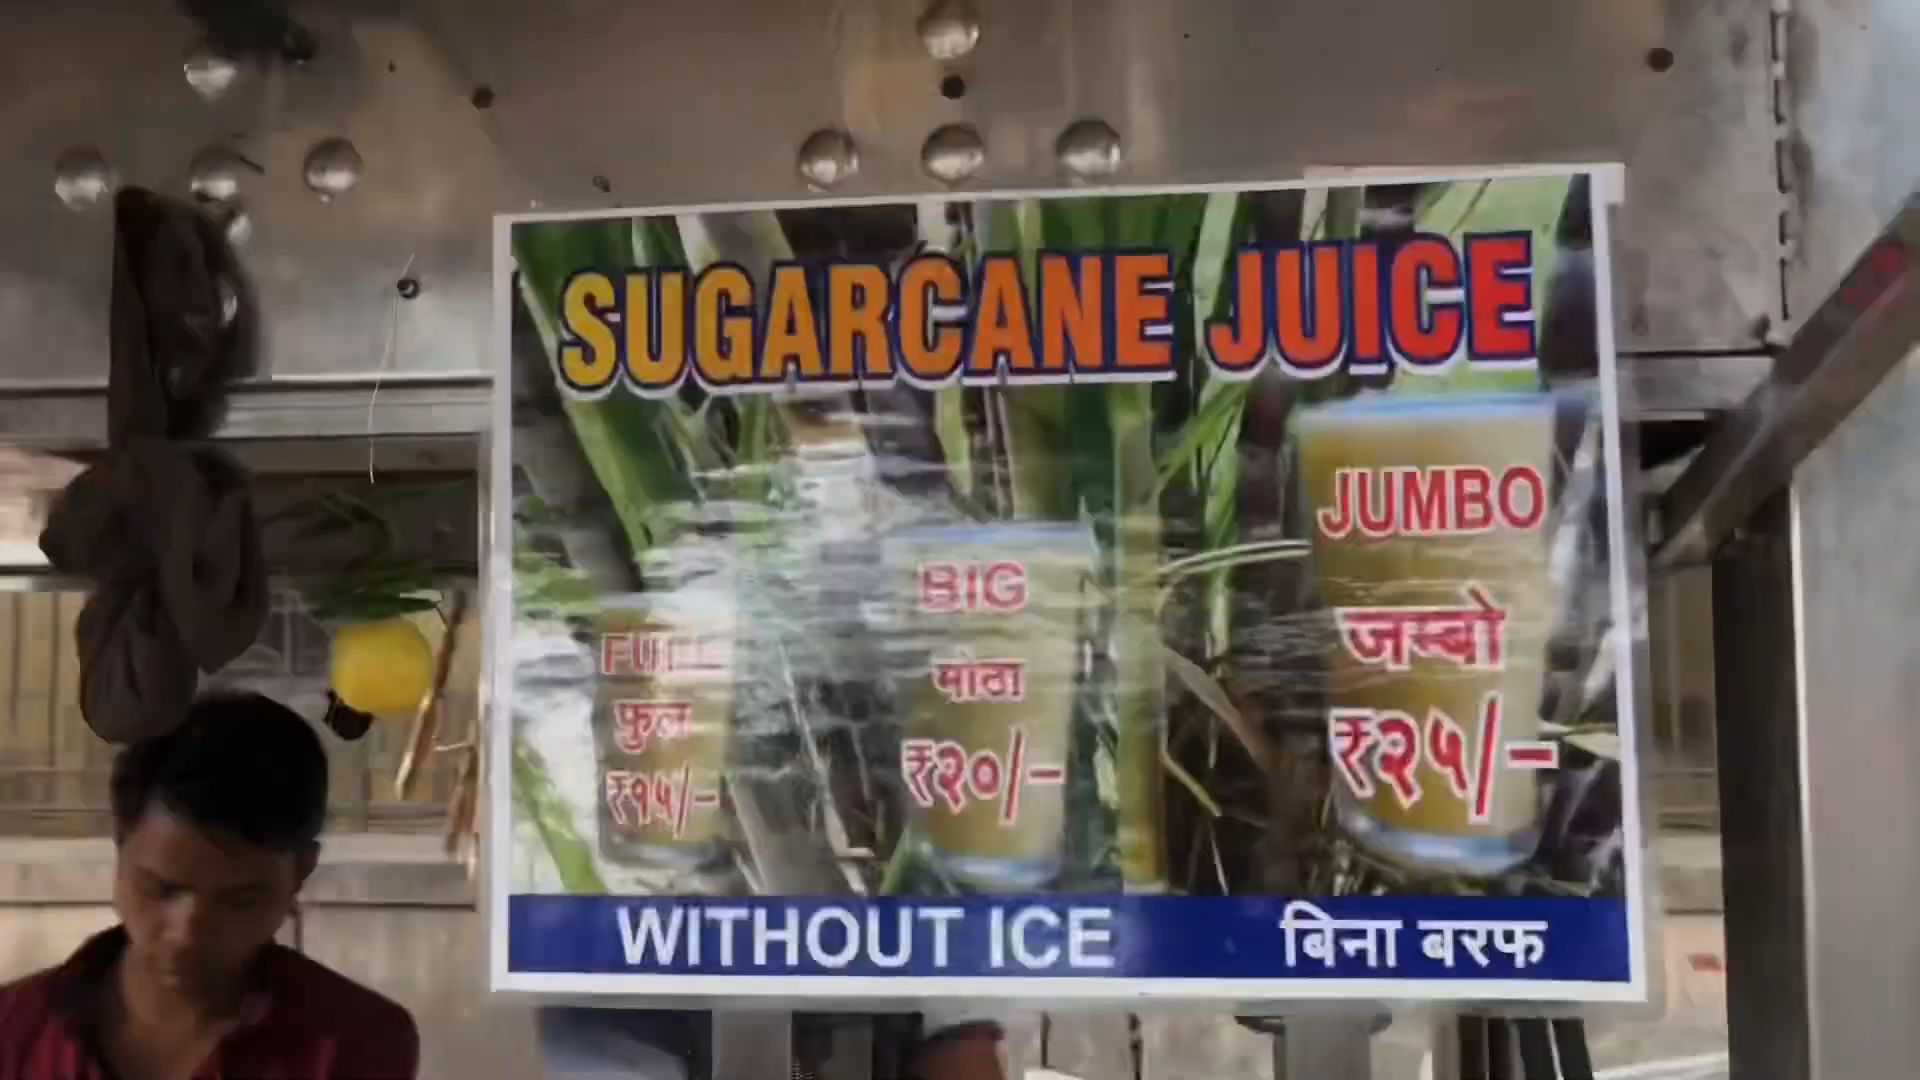 SUGARCANE JUICE
FULL
फुल
₹१५/-
BIG
मोठा
₹२०/-
JUMBO
जम्बो
₹२५/-
WITHOUT ICE
बिना बरफ